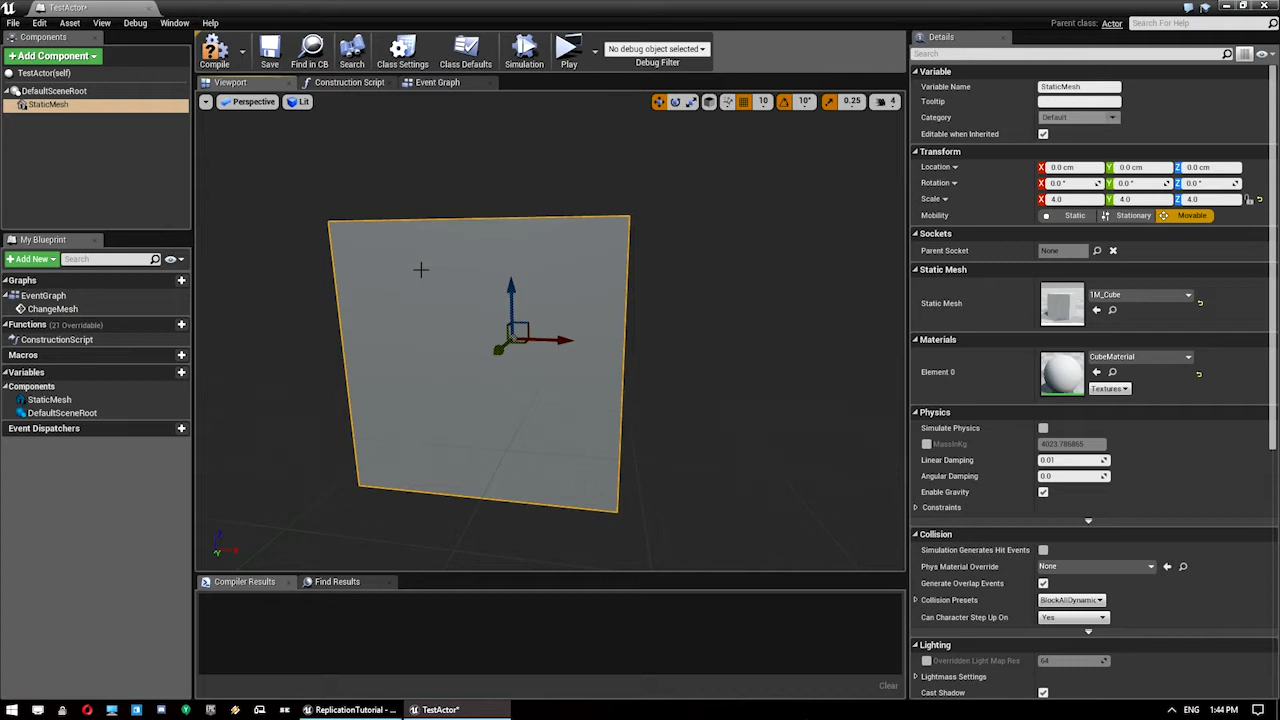 TestActor*
File Edit Asset View Debug Window Help
Parent class: Actor
Search For Help
Components
Details
+ Add Component
Compile
Save
Find in CB
Search
Class Settings
Class Defaults
Simulation
Play
No debug object selected
Debug Filter
Search
TestActor(self)
DefaultSceneRoot
StaticMesh
Viewport
Construction Script
Event Graph
Perspective
Lit
10
10°
0.25
4
Variable
Variable Name StaticMesh
Tooltip
Category Default
Editable when Inherited
Transform
Location X 0.0 cm Y 0.0 cm Z 0.0 cm
Rotation X 0.0 ° Y 0.0 ° Z 0.0 °
Scale X 4.0 Y 4.0 Z 4.0
Mobility Static Stationary Movable
Sockets
Parent Socket None
Static Mesh
Static Mesh 1M_Cube
Materials
Element 0 CubeMaterial
Textures
Physics
Simulate Physics
MassInKg 4023.786865
Linear Damping 0.01
Angular Damping 0.0
Enable Gravity
Constraints
Collision
Simulation Generates Hit Events
Phys Material Override None
Generate Overlap Events
Collision Presets BlockAllDynamic
Can Character Step Up On Yes
Lighting
Overridden Light Map Res 64
Lightmass Settings
Cast Shadow
My Blueprint
+ Add New
Search
Graphs
EventGraph
ChangeMesh
Functions (21 Overridable)
ConstructionScript
Macros
Variables
Components
StaticMesh
DefaultSceneRoot
Event Dispatchers
Z
X
Y
Compiler Results
Find Results
Clear
ReplicationTutorial - ...
TestActor*
1:44 PM